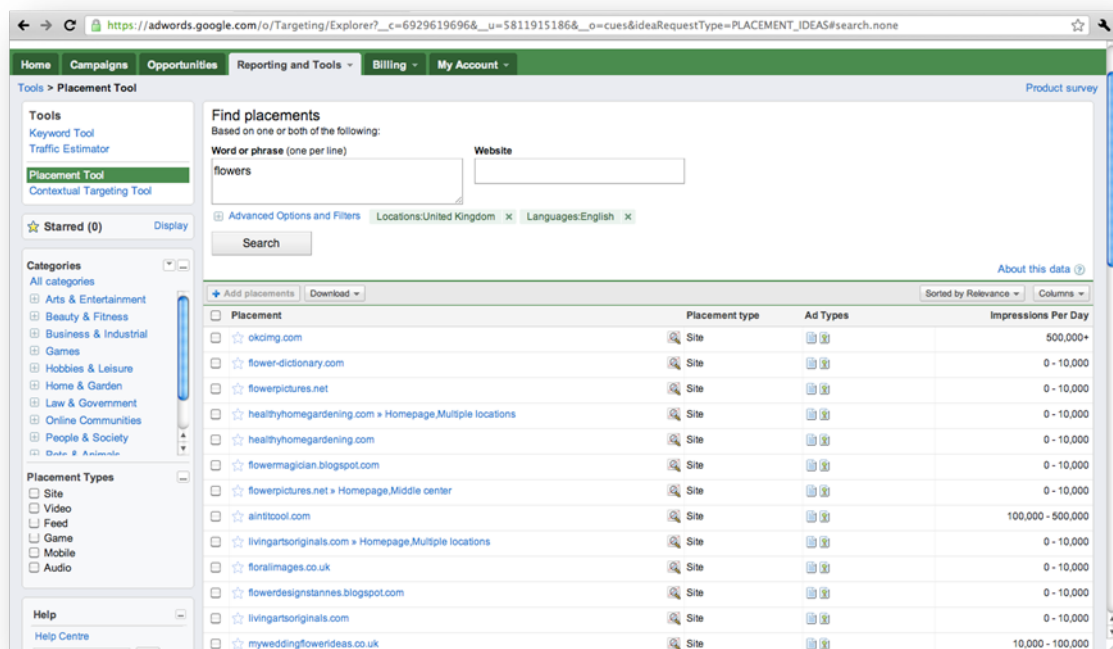 https://adwords.google.com/o/Targeting/Explorer?__c=6929619696&__u=5811915186&__o=cues&ideaRequestType=PLACEMENT_IDEAS#search.none
Home Campaigns Opportunities Reporting and Tools Billing My Account
Tools > Placement Tool Product survey
Tools
Keyword Tool
Traffic Estimator
Placement Tool
Contextual Targeting Tool
Starred (0) Display
Categories
All categories
Arts & Entertainment
Beauty & Fitness
Business & Industrial
Games
Hobbies & Leisure
Home & Garden
Law & Government
Online Communities
People & Society
Pets & Animals
Placement Types
Site
Video
Feed
Game
Mobile
Audio
Help
Help Centre
Find placements
Based on one or both of the following:
Word or phrase (one per line) Website
flowers
Advanced Options and Filters Locations:United Kingdom × Languages:English ×
Search
About this data ?
+ Add placements Download Sorted by Relevance Columns
Placement Placement type Ad Types Impressions Per Day
okcimg.com Site 500,000+
flower-dictionary.com Site 0 - 10,000
flowerpictures.net Site 0 - 10,000
healthyhomegardening.com » Homepage,Multiple locations Site 0 - 10,000
healthyhomegardening.com Site 0 - 10,000
flowermagician.blogspot.com Site 0 - 10,000
flowerpictures.net » Homepage,Middle center Site 0 - 10,000
aintitcool.com Site 100,000 - 500,000
livingartsoriginals.com » Homepage,Multiple locations Site 0 - 10,000
floralimages.co.uk Site 0 - 10,000
flowerdesignstannes.blogspot.com Site 0 - 10,000
livingartsoriginals.com Site 0 - 10,000
myweddingflowerideas.co.uk Site 10,000 - 100,000